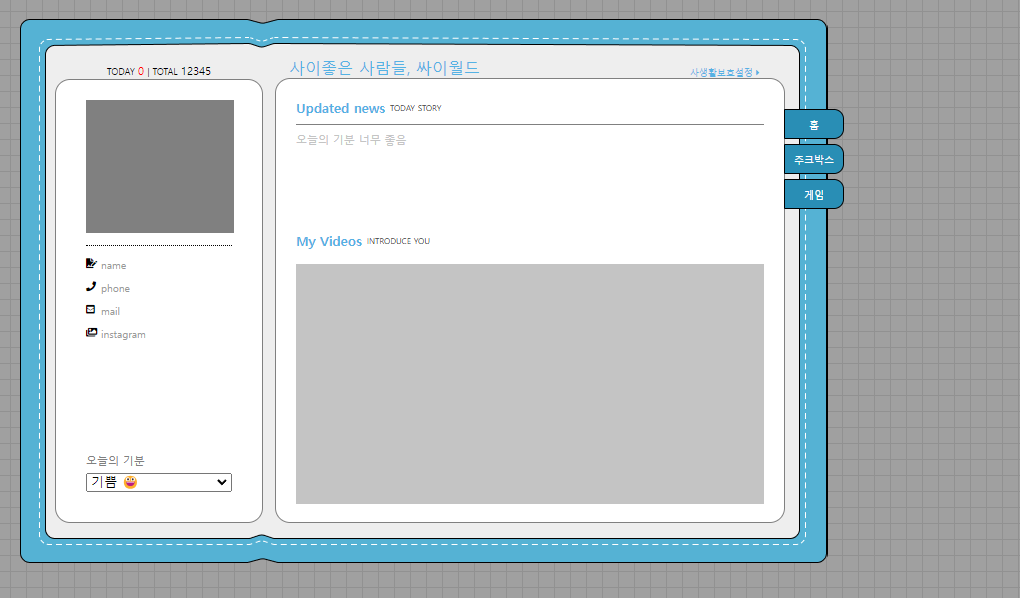 TODAY 0 | TOTAL 12345
사이좋은 사람들, 싸이월드
사생활보호설정
Updated news TODAY STORY
오늘의 기분 너무 좋음
홈
주크박스
게임
My Videos INTRODUCE YOU
name
phone
mail
instagram
오늘의 기분
기쁨 😀